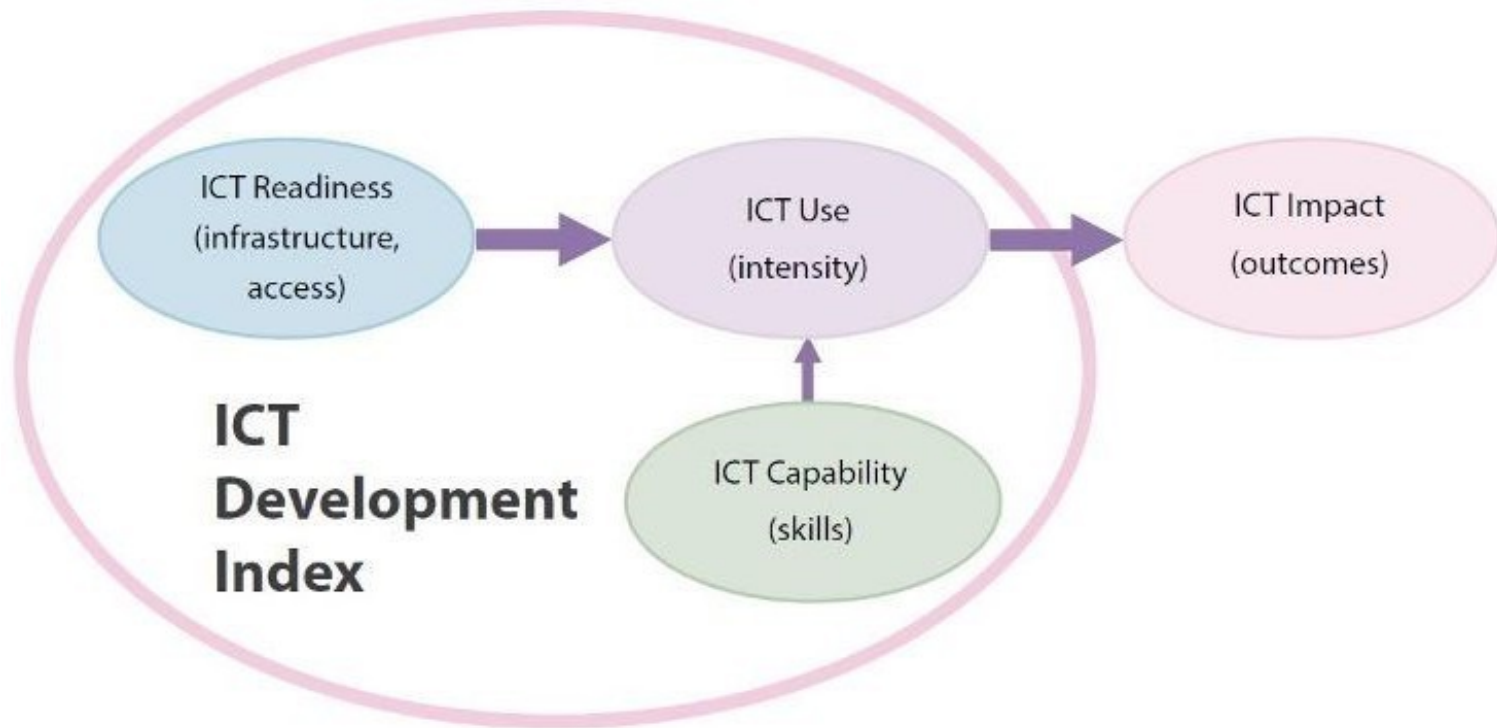 ICT Readiness
(infrastructure,
access)
ICT Use
(intensity)
ICT Impact
(outcomes)
ICT
Development
Index
ICT Capability
(skills)